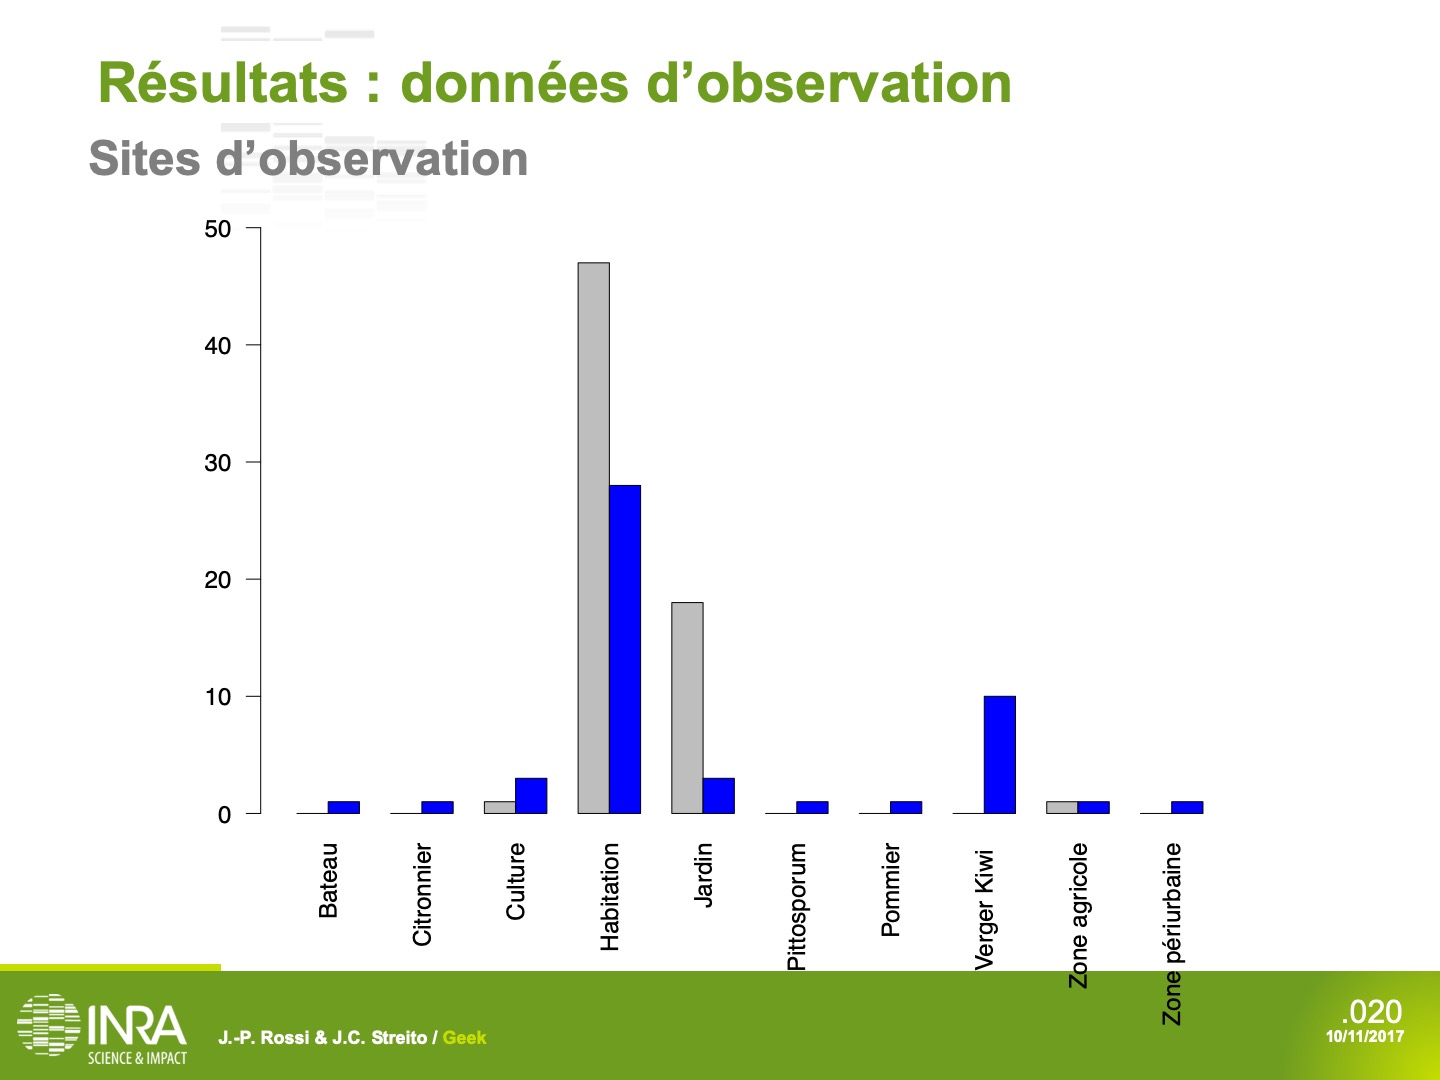 Résultats : données d’observation
Sites d’observation
50
40
30
20
10
0
Bateau
Citronnier
Culture
Habitation
Jardin
Pittosporum
Pommier
Verger Kiwi
Zone agricole
Zone périurbaine
INRA
SCIENCE & IMPACT
J.-P. Rossi & J.C. Streito / Geek
.020
10/11/2017